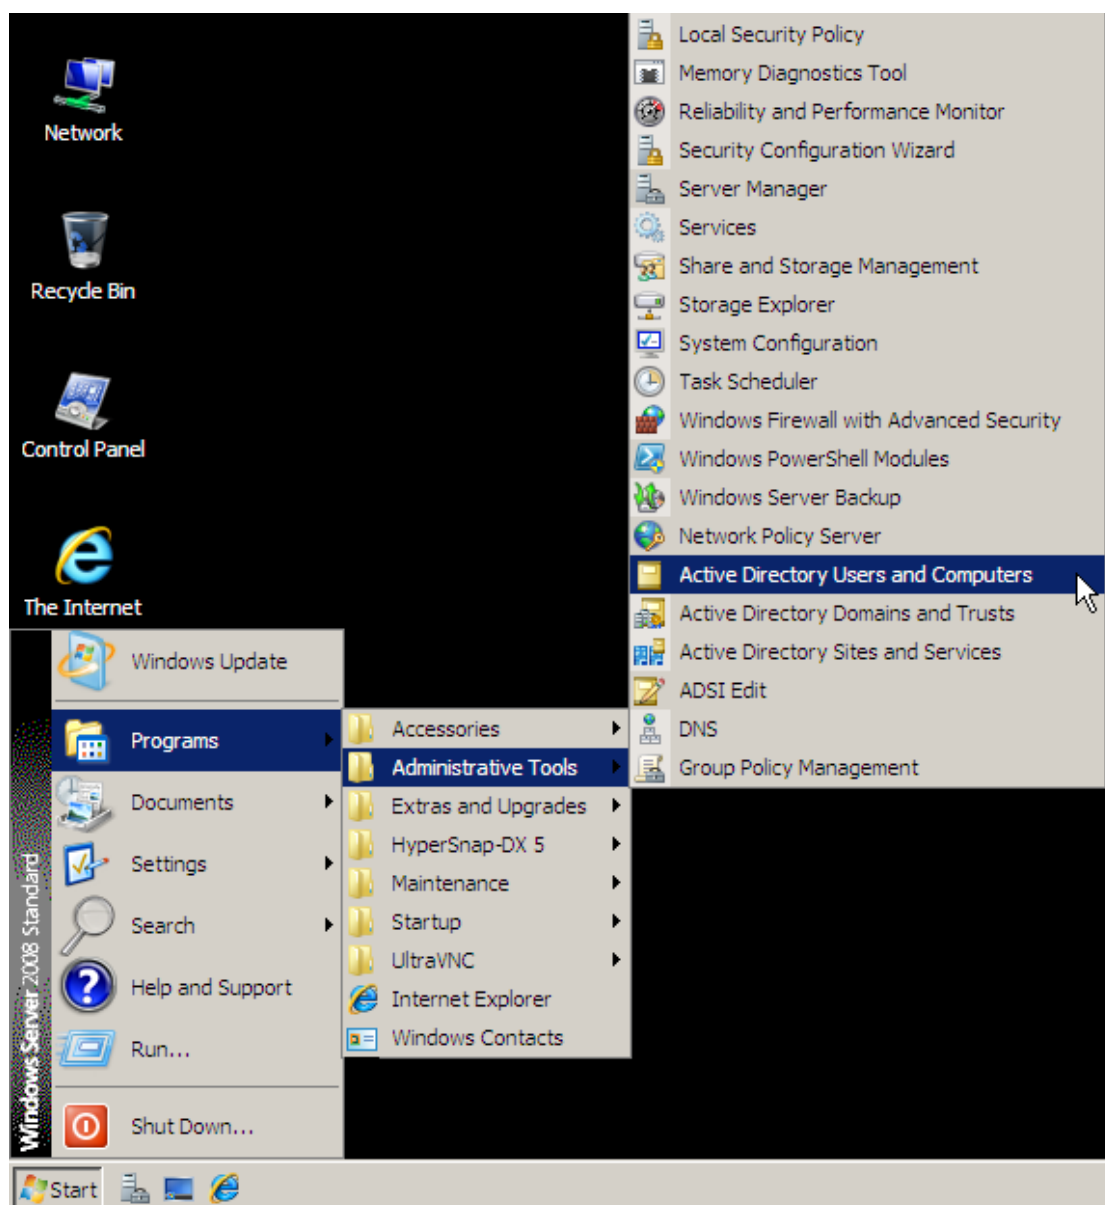 Network
Recycle Bin
Control Panel
The Internet
Local Security Policy
Memory Diagnostics Tool
Reliability and Performance Monitor
Security Configuration Wizard
Server Manager
Services
Share and Storage Management
Storage Explorer
System Configuration
Task Scheduler
Windows Firewall with Advanced Security
Windows PowerShell Modules
Windows Server Backup
Network Policy Server
Active Directory Users and Computers
Active Directory Domains and Trusts
Active Directory Sites and Services
ADSI Edit
DNS
Group Policy Management
Windows Update
Programs
Documents
Settings
Search
Help and Support
Run...
Shut Down...
Windows Server 2008 Standard
Accessories
Administrative Tools
Extras and Upgrades
HyperSnap-DX 5
Maintenance
Startup
UltraVNC
Internet Explorer
Windows Contacts
Start